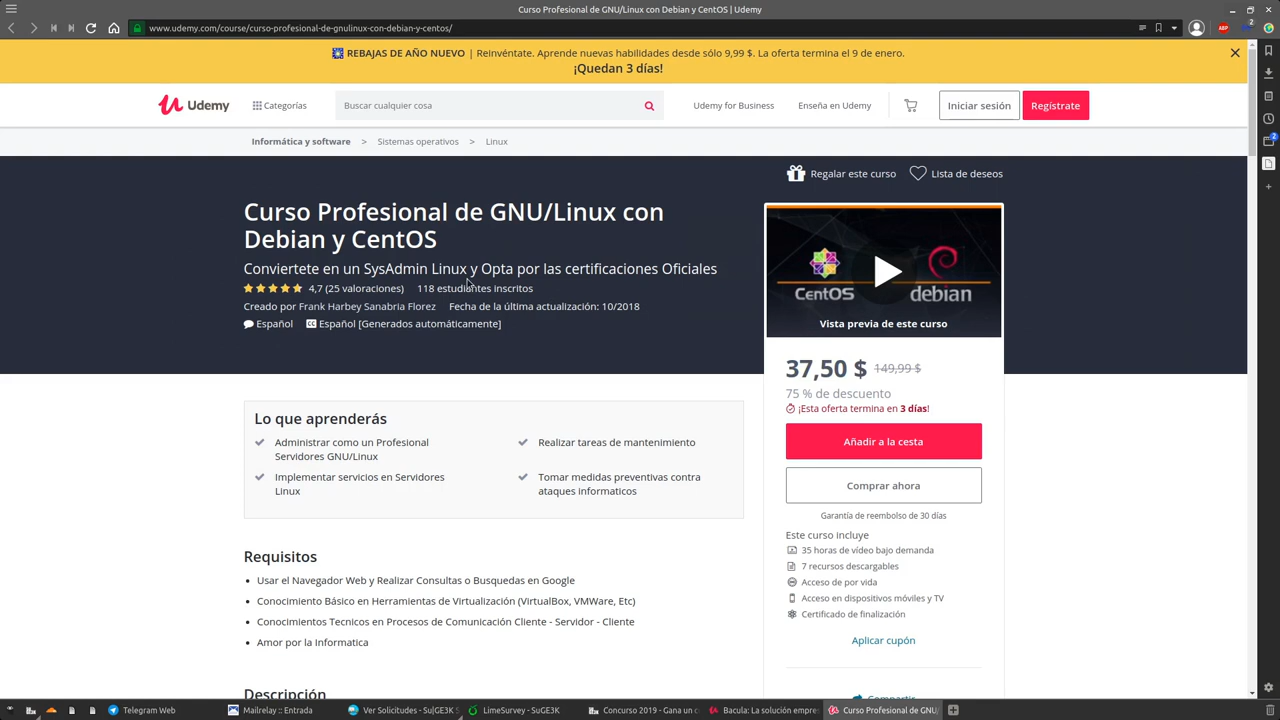 Curso Profesional de GNU/Linux con Debian y CentOS | Udemy
www.udemy.com/course/curso-profesional-de-gnulinux-con-debian-y-centos/
REBAJAS DE AÑO NUEVO | Reinvéntate. Aprende nuevas habilidades desde sólo 9,99 $. La oferta termina el 9 de enero.
¡Quedan 3 días!
Udemy
Categorías
Buscar cualquier cosa
Udemy for Business
Enseña en Udemy
Iniciar sesión
Regístrate
Informática y software > Sistemas operativos > Linux
Regalar este curso
Lista de deseos
Curso Profesional de GNU/Linux con
Debian y CentOS
Conviertete en un SysAdmin Linux y Opta por las certificaciones Oficiales
4,7 (25 valoraciones) 118 estudiantes inscritos
Creado por Frank Harbey Sanabria Florez Fecha de la última actualización: 10/2018
Español Español [Generados automáticamente]
CentOS
debian
Vista previa de este curso
37,50 $ 149,99 $
75 % de descuento
¡Esta oferta termina en 3 días!
Añadir a la cesta
Comprar ahora
Garantía de reembolso de 30 días
Este curso incluye
35 horas de vídeo bajo demanda
7 recursos descargables
Acceso de por vida
Acceso en dispositivos móviles y TV
Certificado de finalización
Aplicar cupón
Compartir
Lo que aprenderás
Administrar como un Profesional
Servidores GNU/Linux
Implementar servicios en Servidores
Linux
Realizar tareas de mantenimiento
Tomar medidas preventivas contra
ataques informaticos
Requisitos
Usar el Navegador Web y Realizar Consultas o Busquedas en Google
Conocimiento Básico en Herramientas de Virtualización (VirtualBox, VMWare, Etc)
Conocimientos Tecnicos en Procesos de Comunicación Cliente - Servidor - Cliente
Amor por la Informatica
Descripción
Telegram Web
Mailrelay :: Entrada
Ver Solicitudes - Su|GE3K S
LimeSurvey - SuGE3K
Concurso 2019 - Gana un c
Bacula: La solución empre
Curso Profesional de GNU/